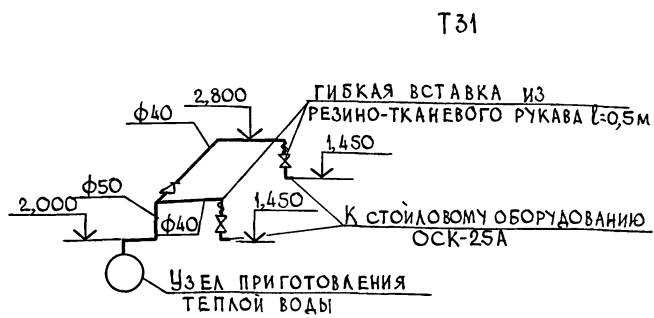 Т31
2,800
ф40
ГИБКАЯ ВСТАВКА ИЗ
РЕЗИНО-ТКАНЕВОГО РУКАВА ℓ=0,5м
1,450
ф50
2,000
1,450
ф40
К СТОЙЛОВОМУ ОБОРУДОВАНИЮ
ОСК-25А
УЗЕЛ ПРИГОТОВЛЕНИЯ
ТЕПЛОЙ ВОДЫ